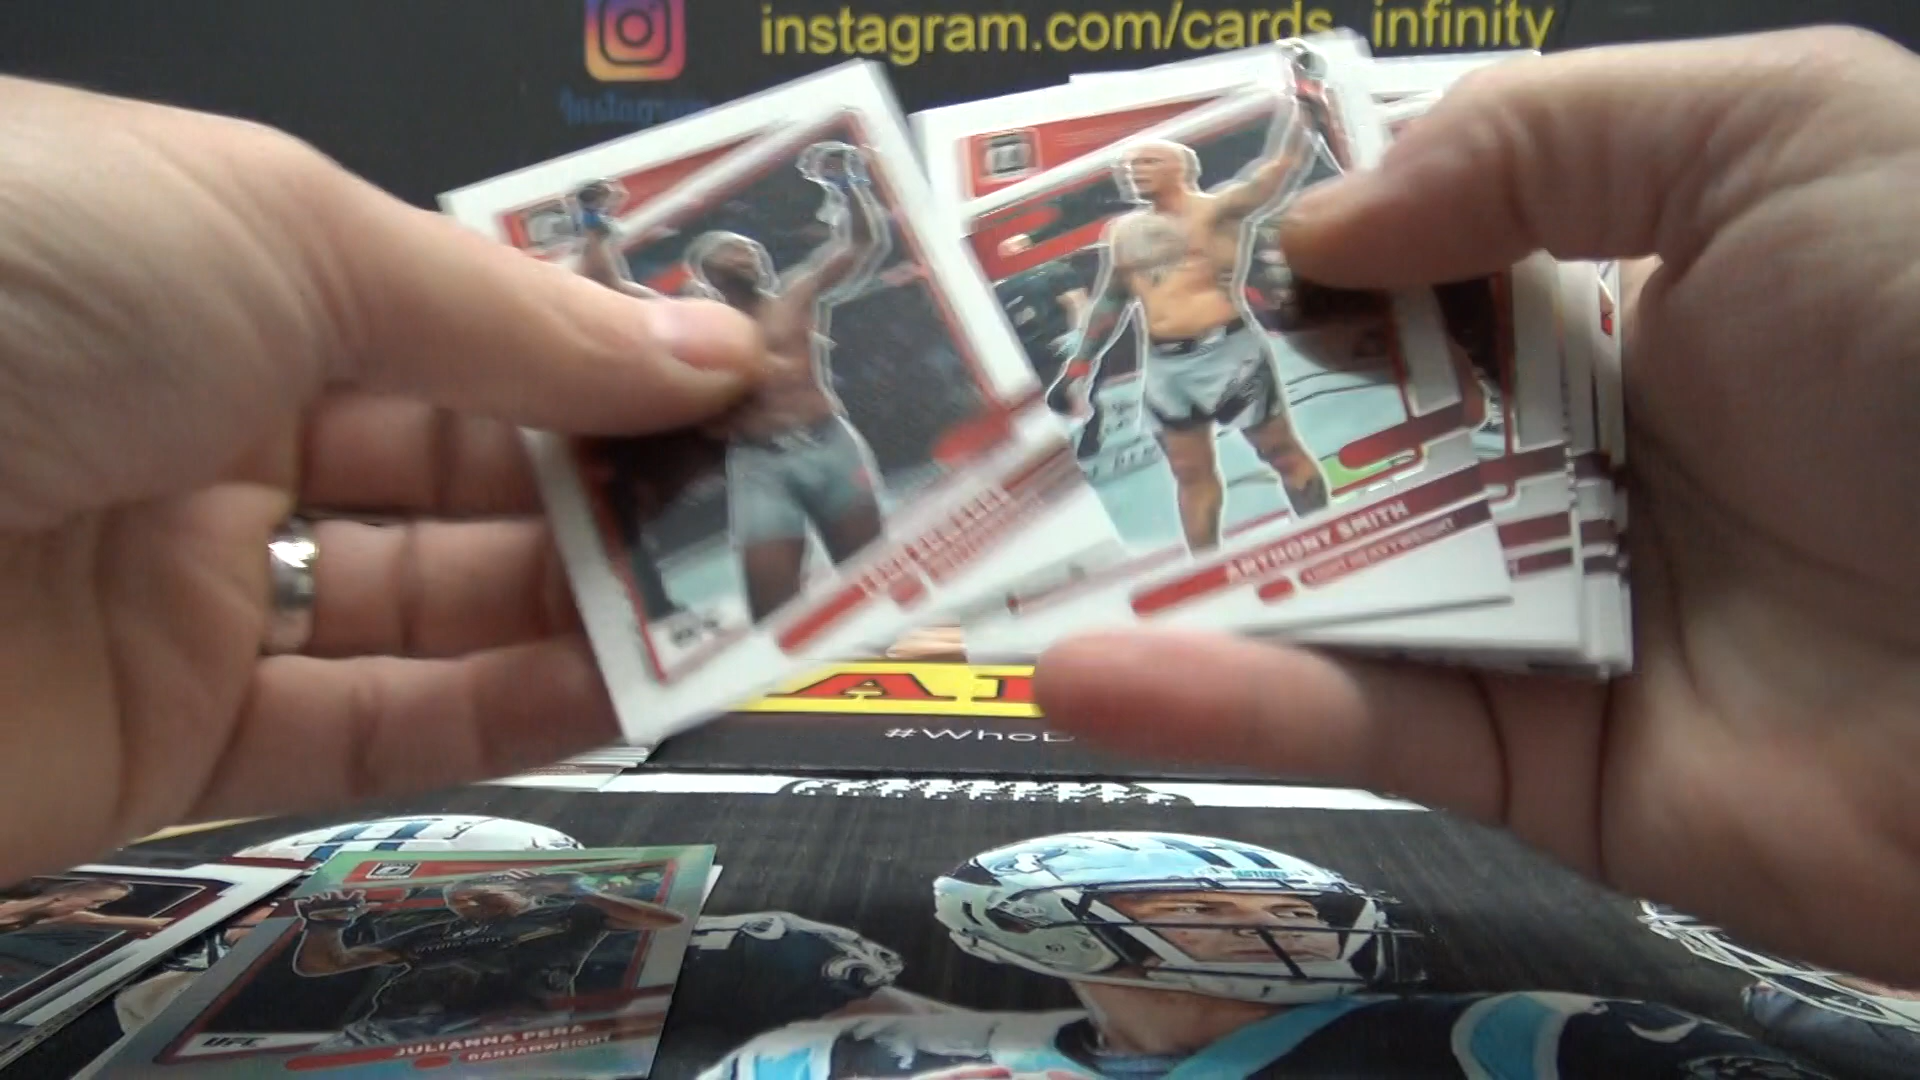 instagram.com/cards_infinity
Instagram
ANTHONY SMITH
LIGHT HEAVYWEIGHT
#WhoD
UFC
JULIANNA PEÑA
BANTAMWEIGHT